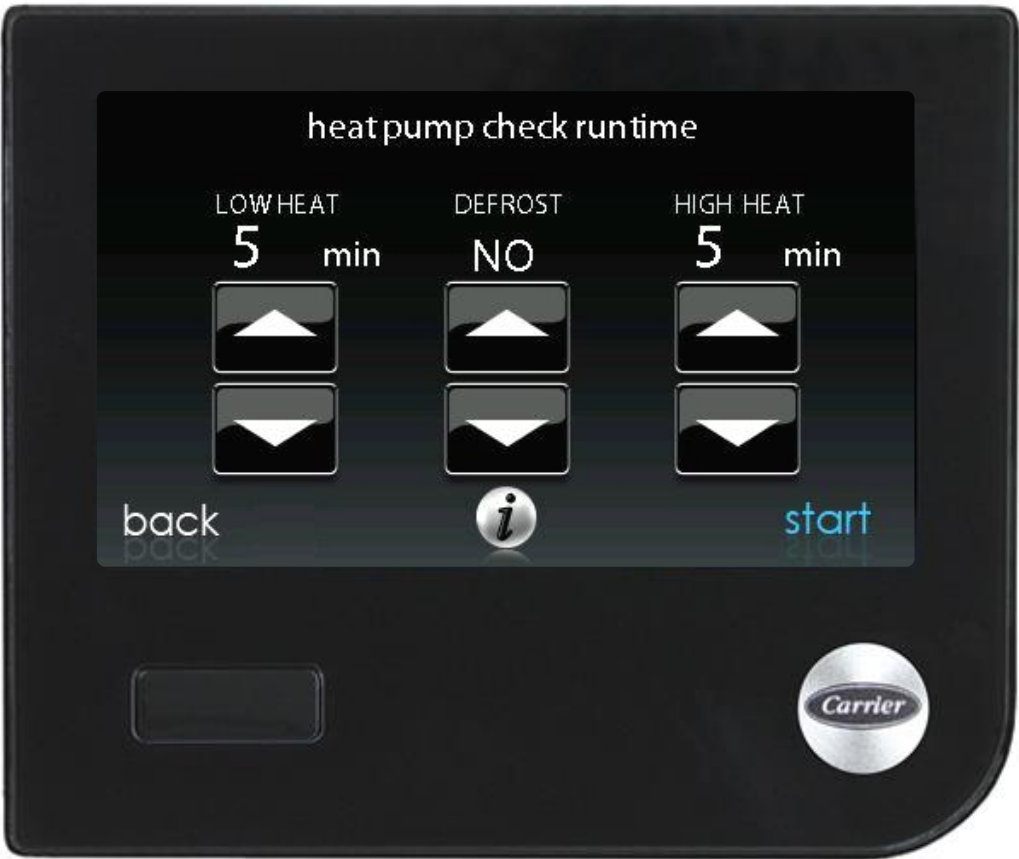 heat pump check runtime
LOW HEAT DEFROST HIGH HEAT
5 min NO 5 min
back i start
Carrier